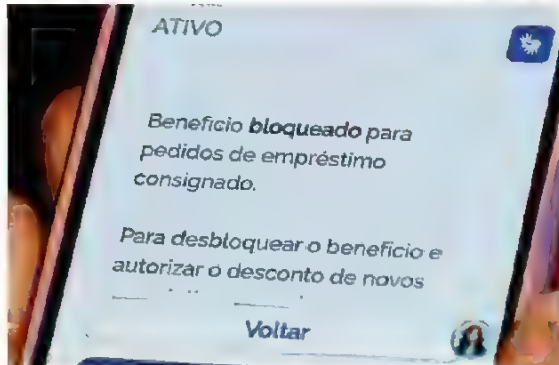 ATIVO
Benefício bloqueado para
pedidos de empréstimo
consignado.
Para desbloquear o benefício e
autorizar o desconto de novos
Voltar